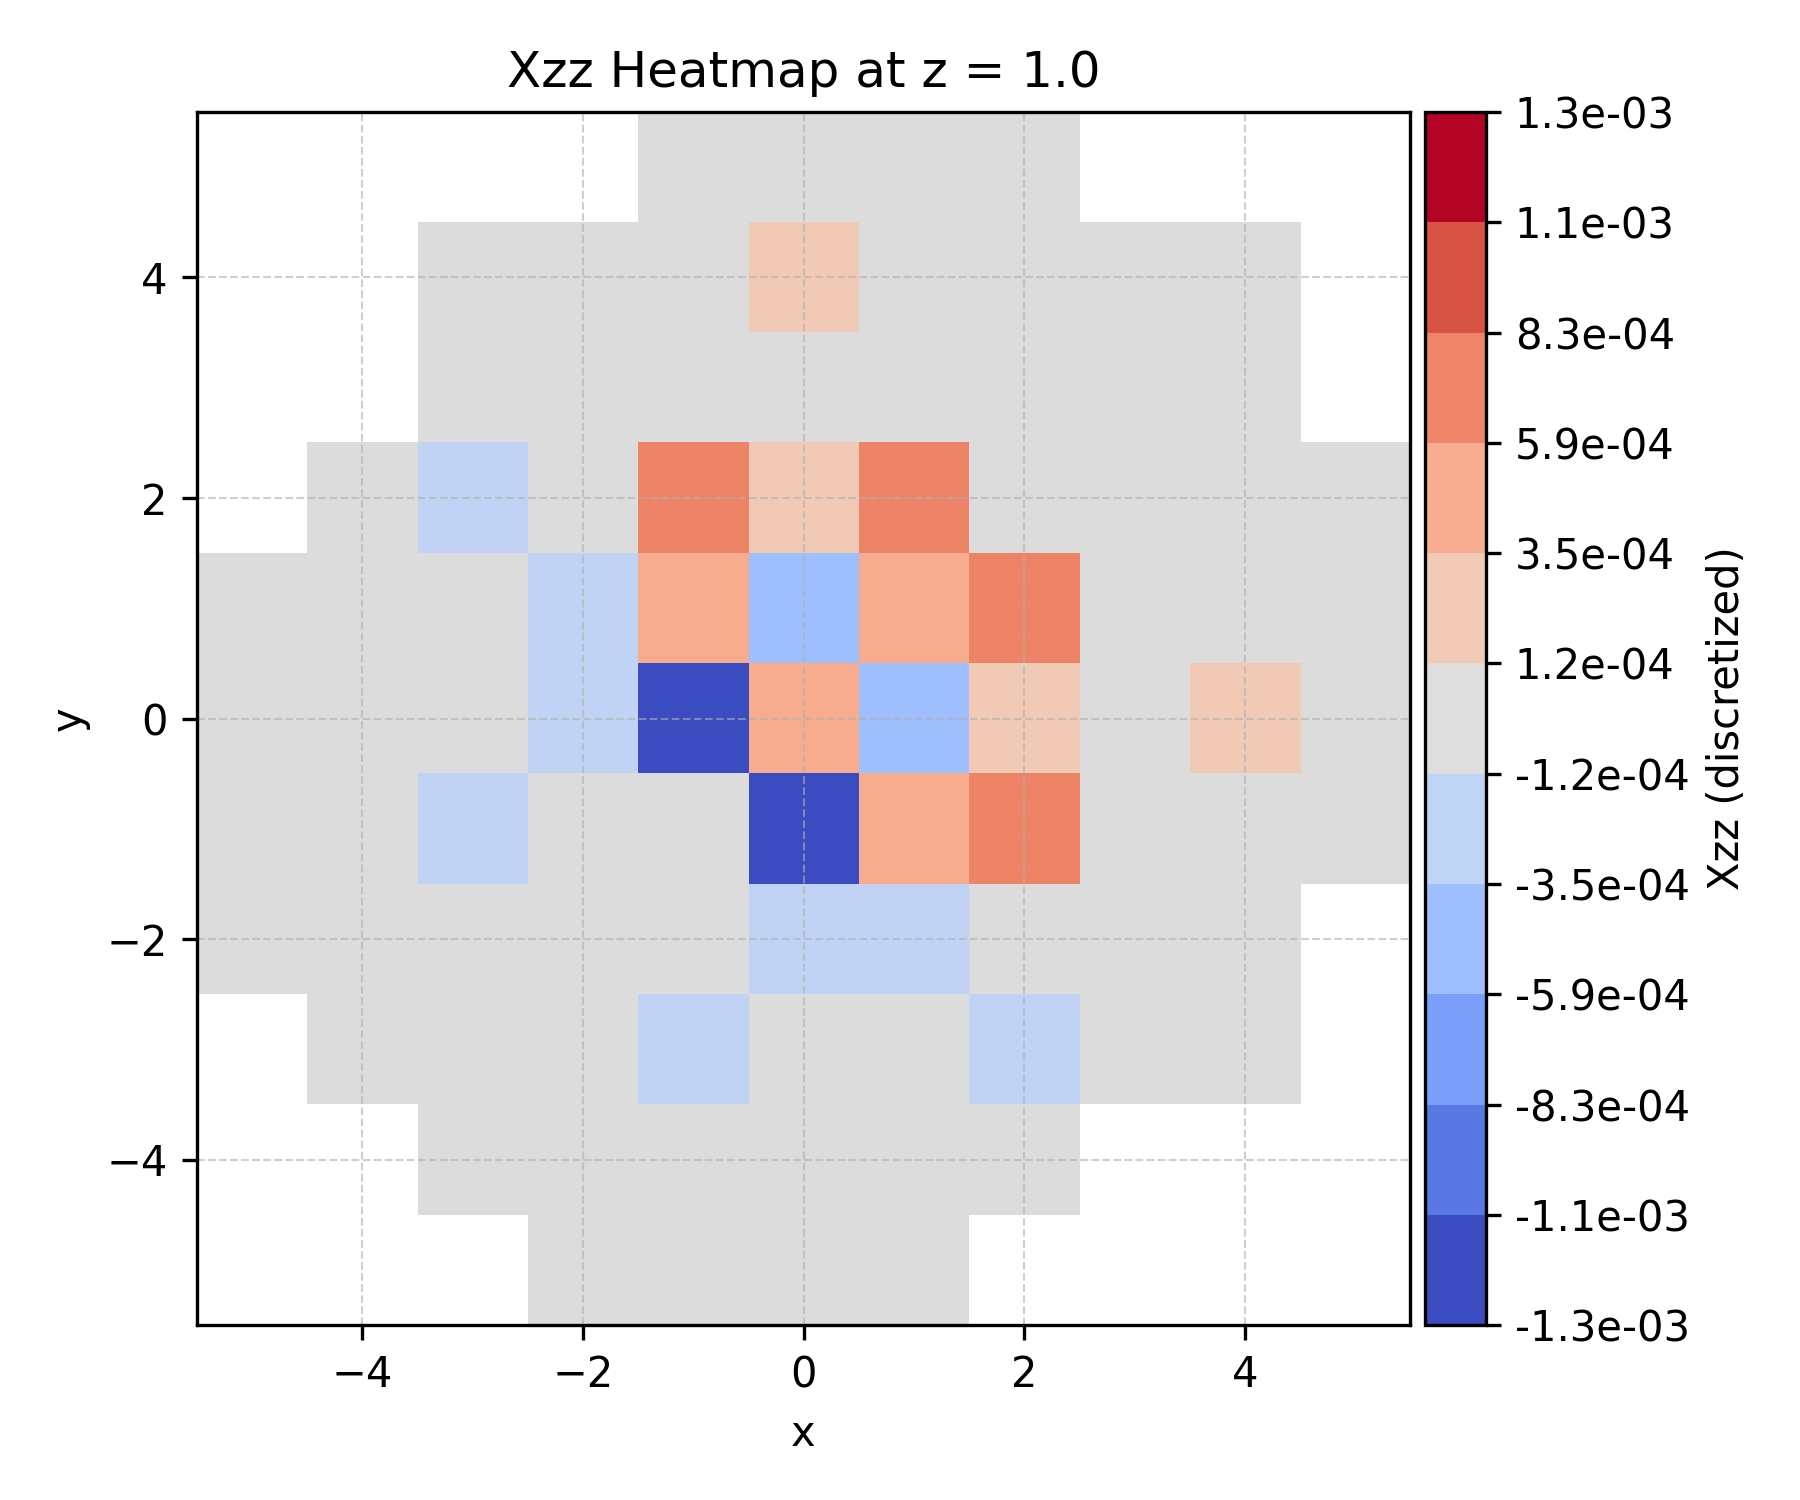 Xzz Heatmap at z = 1.0
1.3e-03
1.1e-03
8.3e-04
5.9e-04
3.5e-04
1.2e-04
-1.2e-04
-3.5e-04
-5.9e-04
-8.3e-04
-1.1e-03
-1.3e-03
Xzz (discretized)
4
2
0
−2
−4
y
−4
−2
0
2
4
x